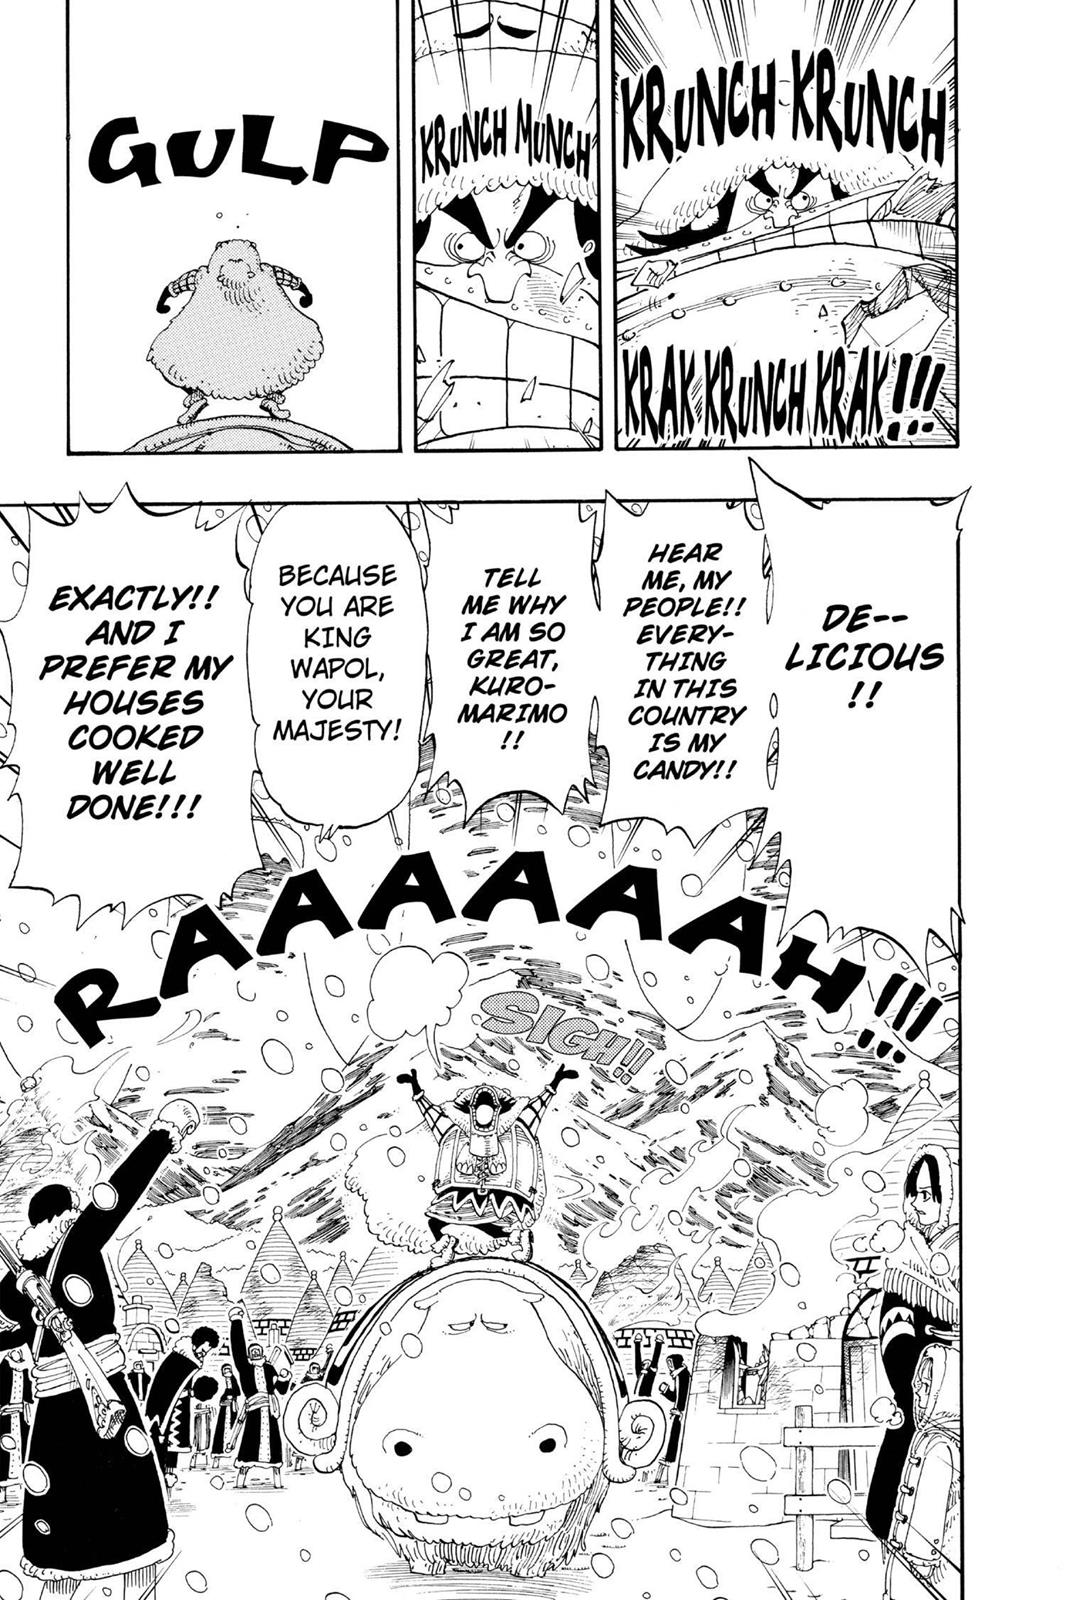 KRUNCH KRUNCH
KRAK KRUNCH KRAK!!!
KRUNCH MUNCH
GULP
DE--
LICIOUS
!!
HEAR
ME, MY
PEOPLE!!
EVERY-
THING
IN THIS
COUNTRY
IS MY
CANDY!!
TELL
ME WHY
I AM SO
GREAT,
KURO-
MARIMO
!!
BECAUSE
YOU ARE
KING
WAPOL,
YOUR
MAJESTY!
EXACTLY!!
AND I
PREFER MY
HOUSES
COOKED
WELL
DONE!!!
RAAAAAAH!!!
SIGH!!